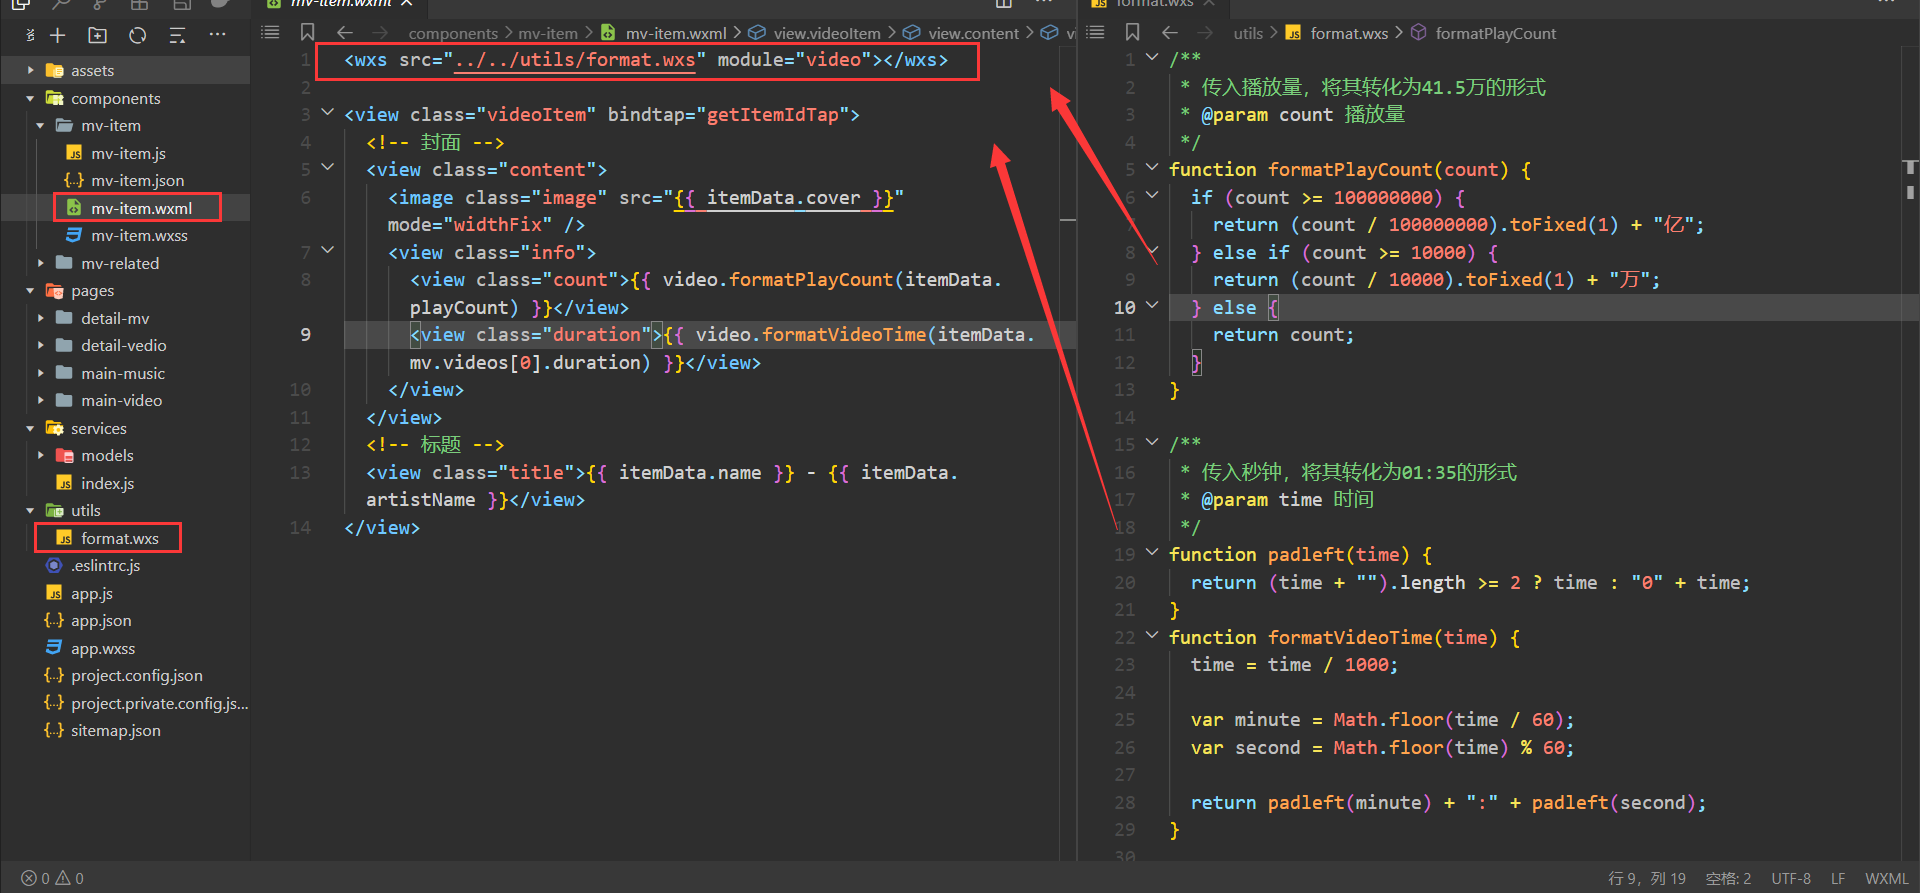 mv-item.wxml
format.wxs
assets
components
mv-item
mv-item.js
mv-item.json
mv-item.wxml
mv-item.wxss
mv-related
pages
detail-mv
detail-vedio
main-music
main-video
services
models
index.js
utils
format.wxs
.eslintrc.js
app.js
app.json
app.wxss
project.config.json
project.private.config.js...
sitemap.json
components > mv-item > mv-item.wxml > view.videoItem > view.content >
1 <wxs src="../../utils/format.wxs" module="video"></wxs>
2
3 <view class="videoItem" bindtap="getItemIdTap">
4 <!-- 封面 -->
5 <view class="content">
6 <image class="image" src="{{ itemData.cover }}"
mode="widthFix" />
7 <view class="info">
8 <view class="count">{{ video.formatPlayCount(itemData.
playCount) }}</view>
9 <view class="duration">{{ video.formatVideoTime(itemData.
mv.videos[0].duration) }}</view>
10 </view>
11 </view>
12 <!-- 标题 -->
13 <view class="title">{{ itemData.name }} - {{ itemData.
artistName }}</view>
14 </view>
utils > format.wxs > formatPlayCount
1 /**
2 * 传入播放量，将其转化为41.5万的形式
3 * @param count 播放量
4 */
5 function formatPlayCount(count) {
6 if (count >= 100000000) {
7 return (count / 100000000).toFixed(1) + "亿";
8 } else if (count >= 10000) {
9 return (count / 10000).toFixed(1) + "万";
10 } else {
11 return count;
12 }
13 }
14
15 /**
16 * 传入秒钟，将其转化为01:35的形式
17 * @param time 时间
18 */
19 function padleft(time) {
20 return (time + "").length >= 2 ? time : "0" + time;
21 }
22 function formatVideoTime(time) {
23 time = time / 1000;
24
25 var minute = Math.floor(time / 60);
26 var second = Math.floor(time) % 60;
27
28 return padleft(minute) + ":" + padleft(second);
29 }
30
0 0
行 9，列 19 空格: 2 UTF-8 LF WXML